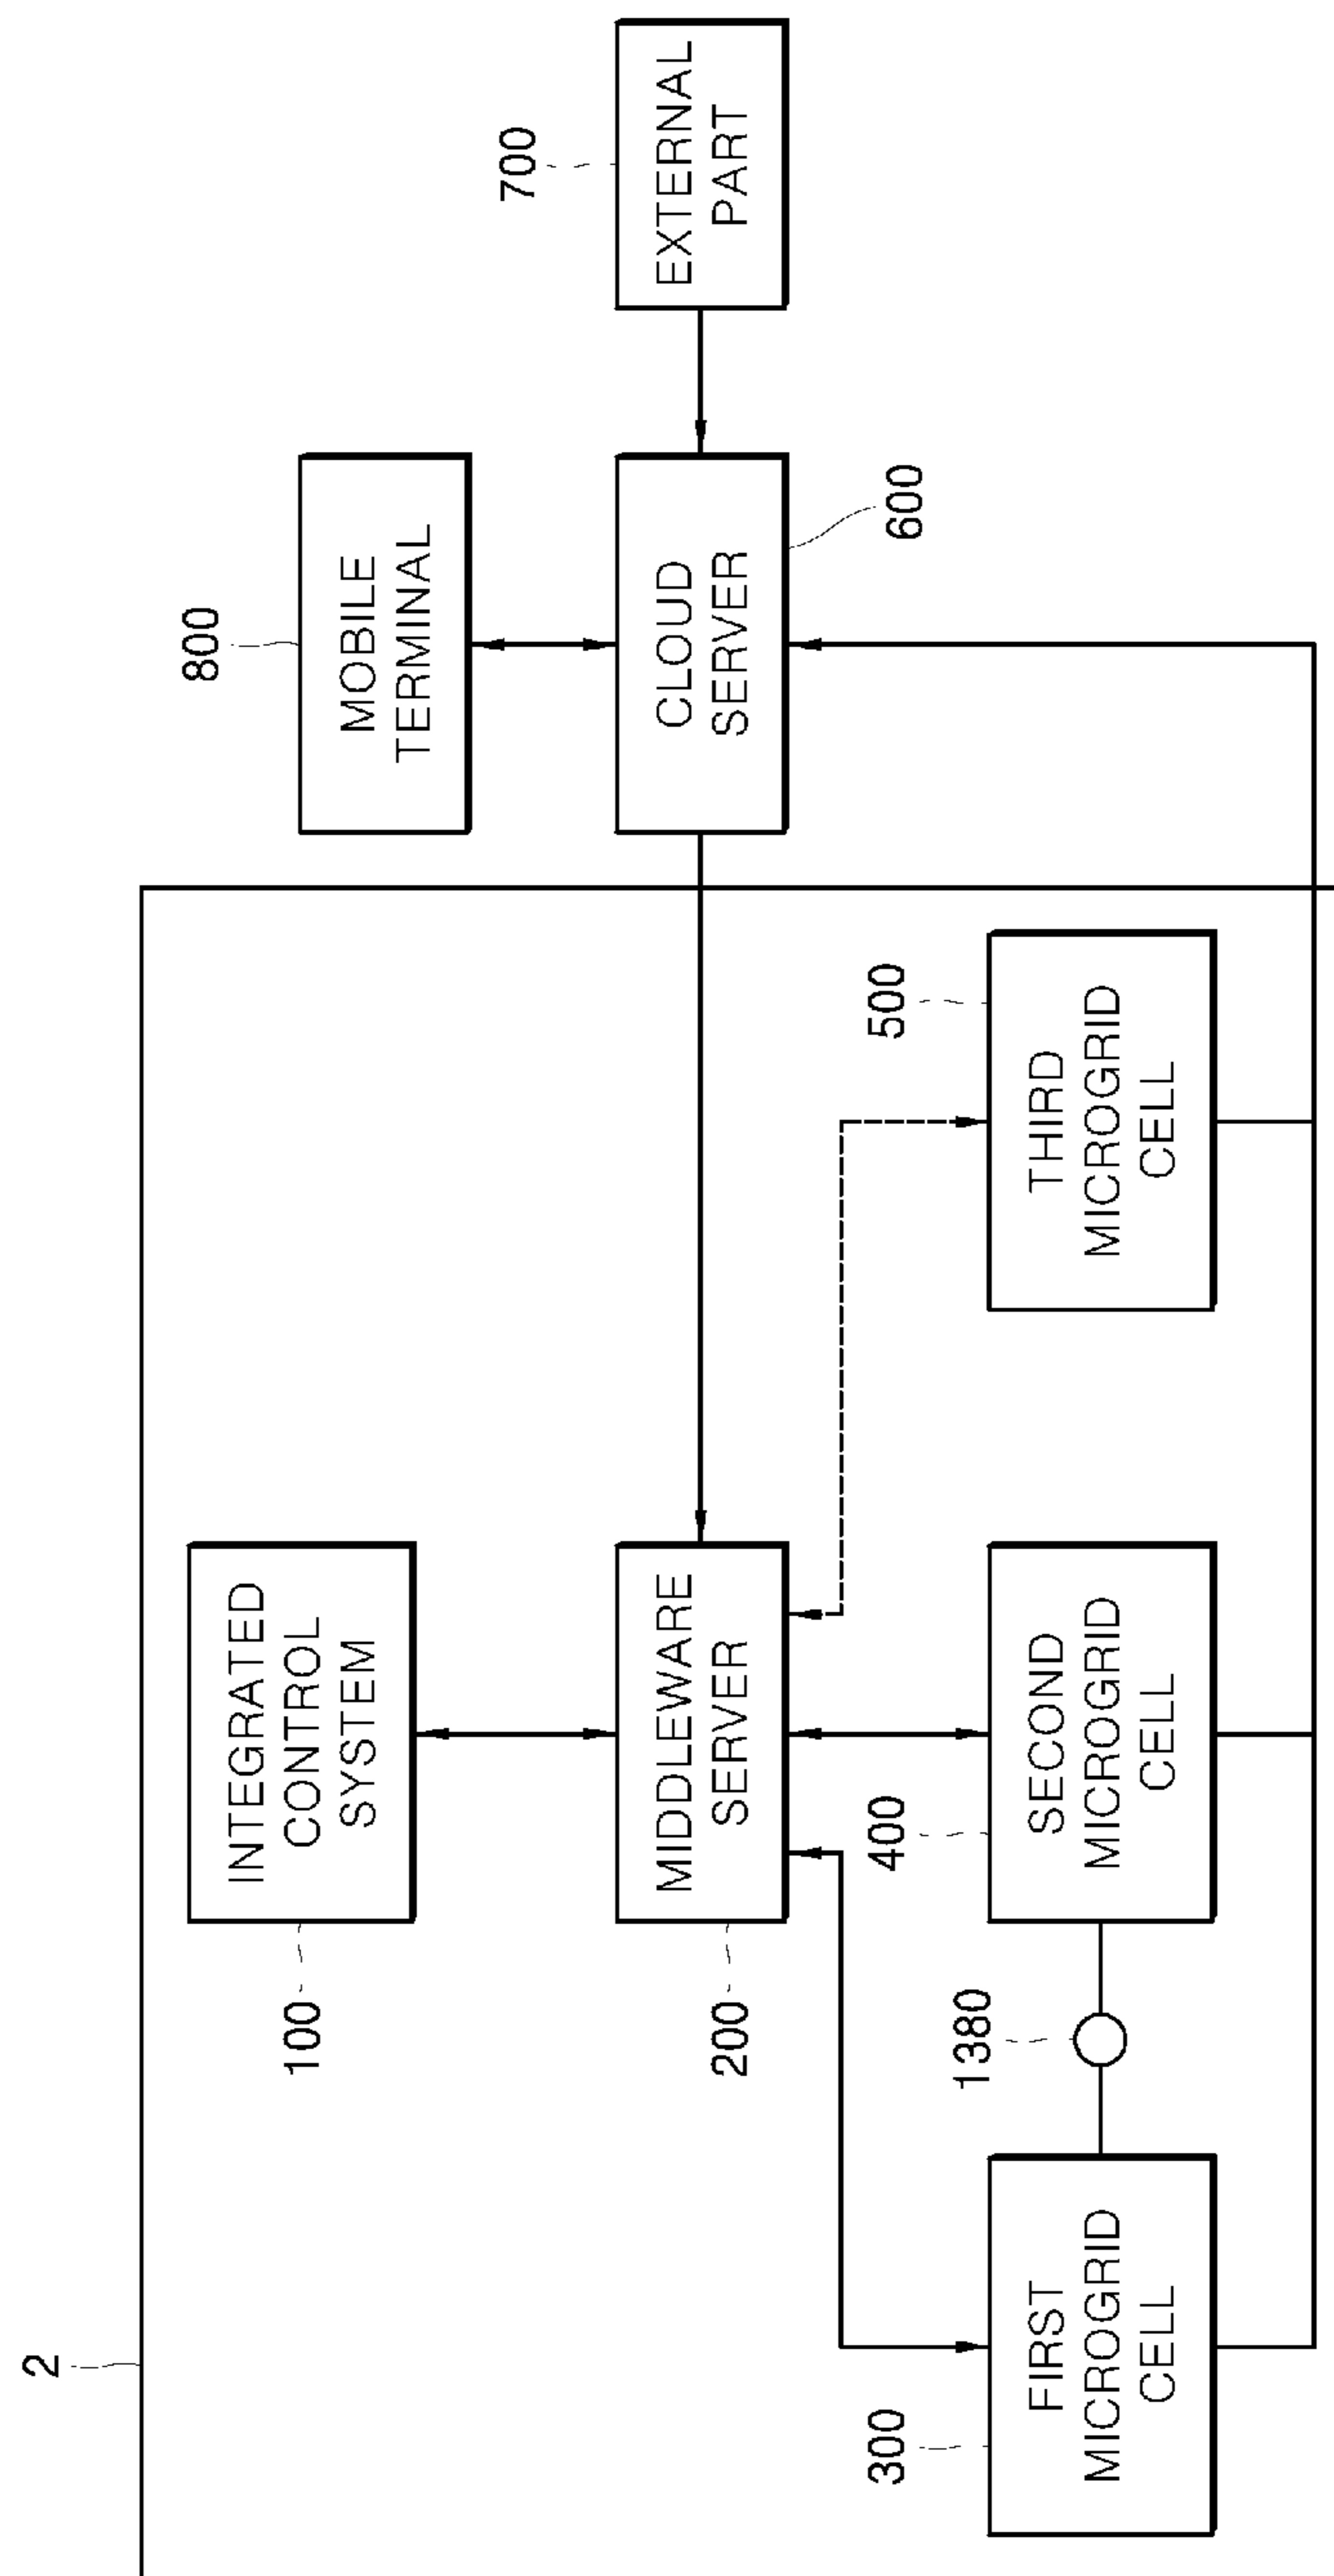 2
100
INTEGRATED
CONTROL
SYSTEM
800
MOBILE
TERMINAL
200
MIDDLEWARE
SERVER
CLOUD
SERVER
600
700
EXTERNAL
PART
300
FIRST
MICROGRID
CELL
1380
400
SECOND
MICROGRID
CELL
500
THIRD
MICROGRID
CELL